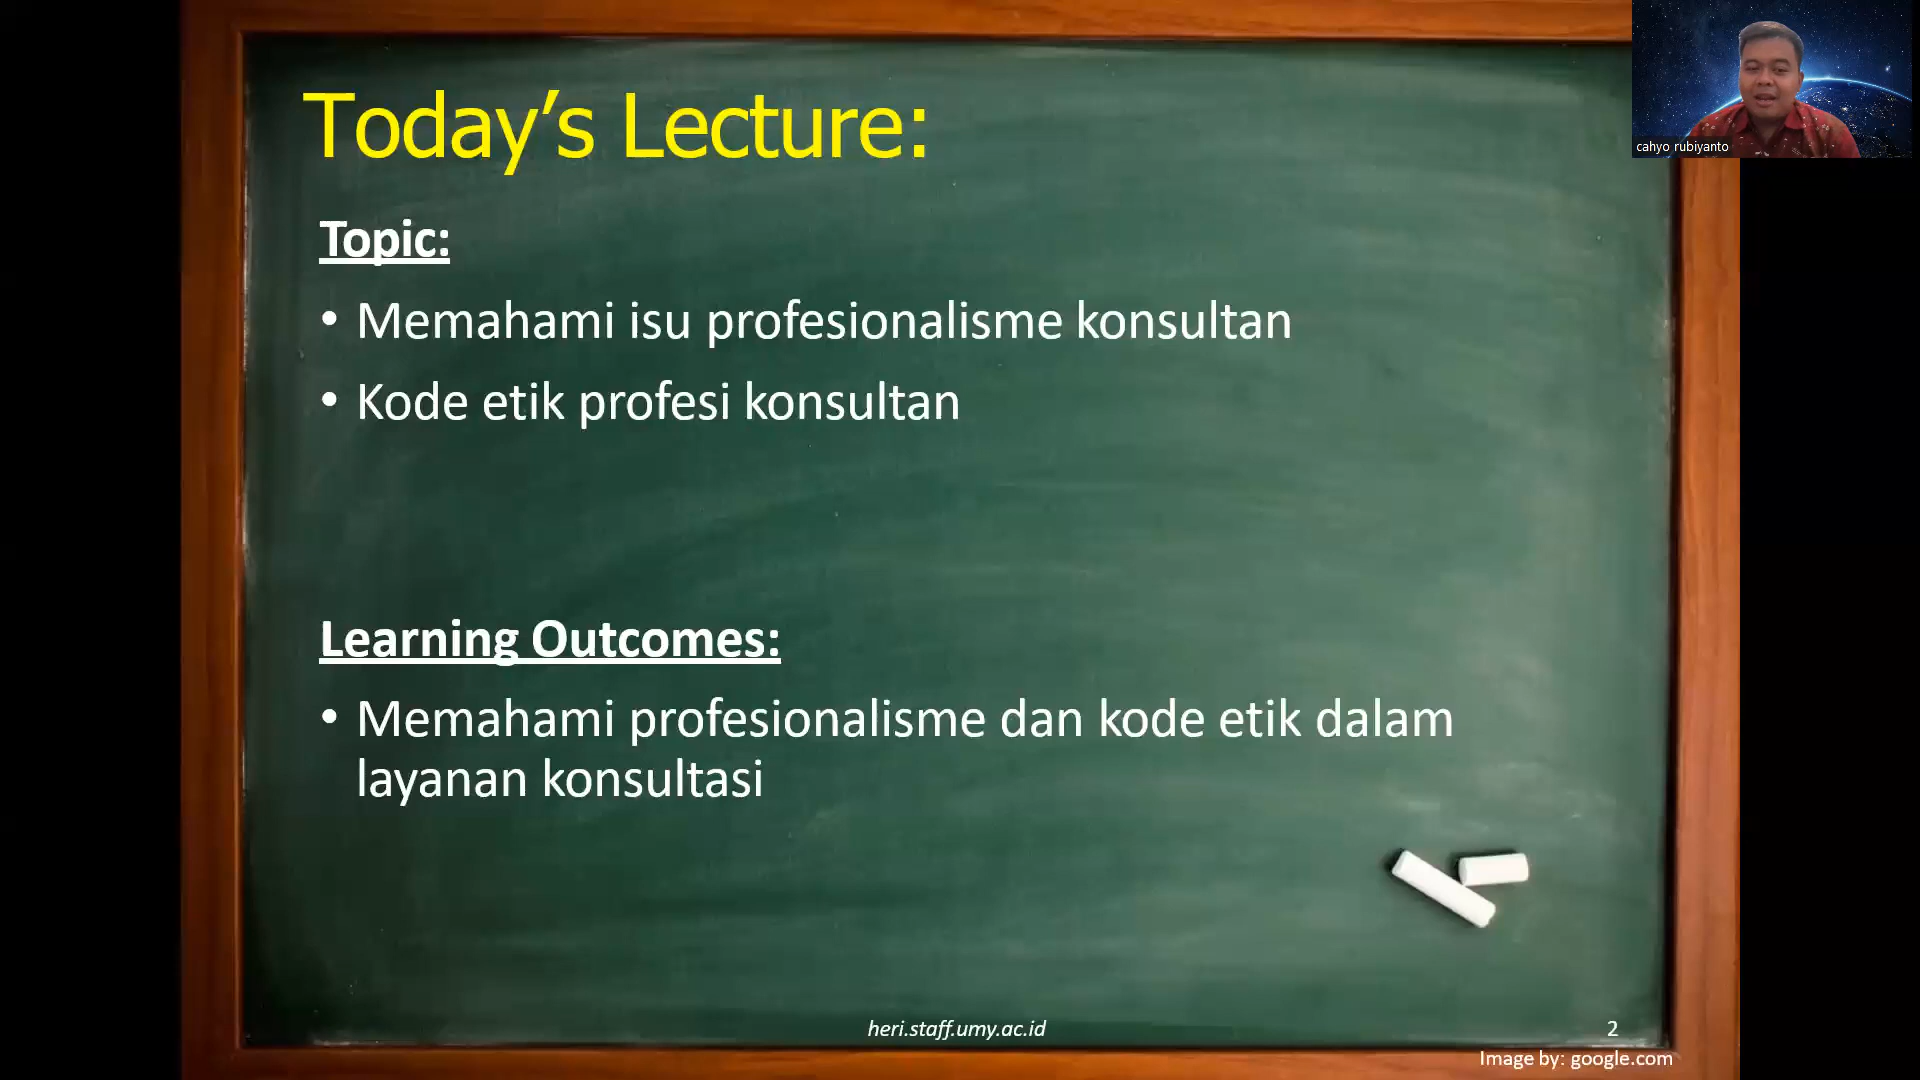 Today’s Lecture:
cahyo rubiyanto
Topic:
• Memahami isu profesionalisme konsultan
• Kode etik profesi konsultan
Learning Outcomes:
• Memahami profesionalisme dan kode etik dalam
layanan konsultasi
heri.staff.umy.ac.id
2
Image by: google.com